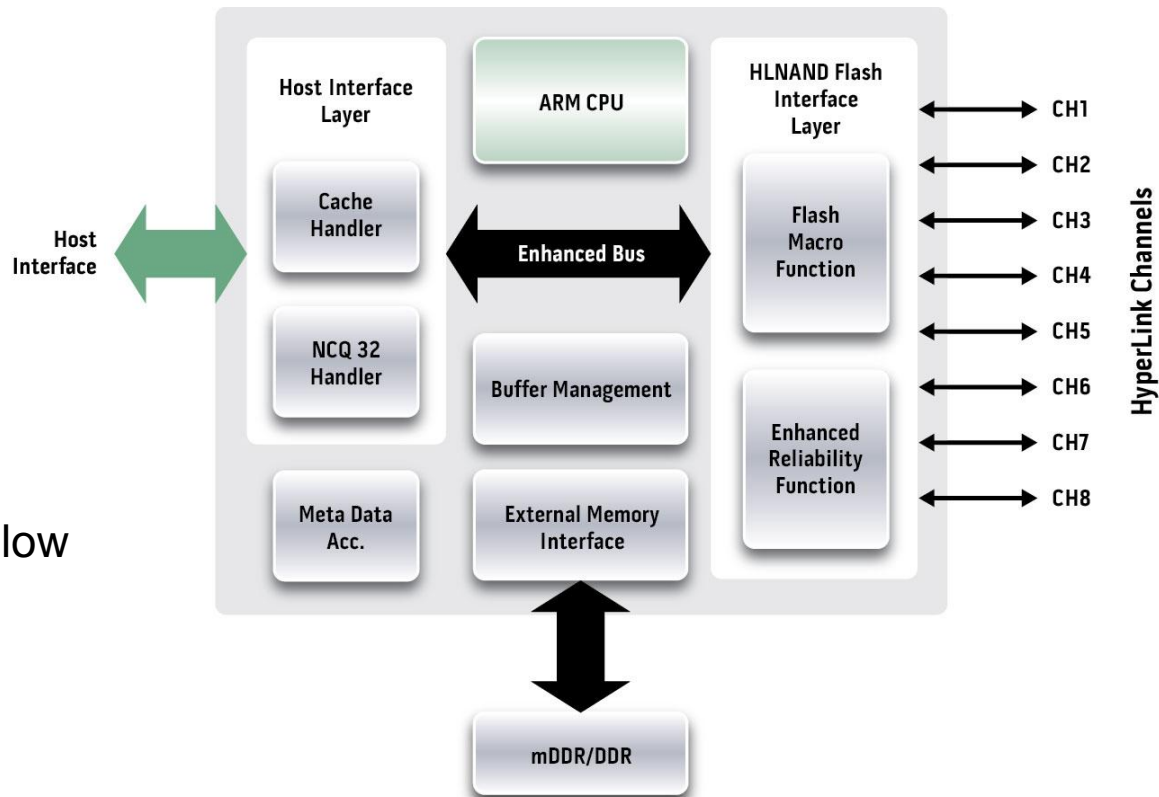 Host Interface
Layer
Cache
Handler
NCQ 32
Handler
Meta Data
Acc.
ARM CPU
Enhanced Bus
Buffer Management
External Memory
Interface
mDDR/DDR
HLNAND Flash
Interface
Layer
Flash
Macro
Function
Enhanced
Reliability
Function
Host
Interface
CH1
CH2
CH3
CH4
CH5
CH6
CH7
CH8
HyperLink Channels
low